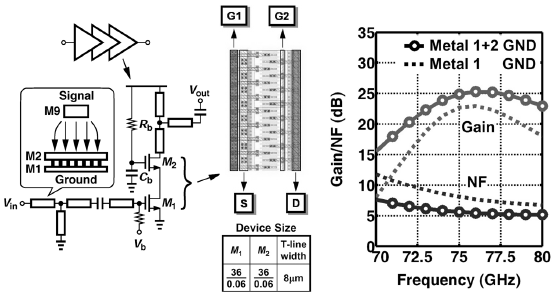 Signal
M9
M2
M1
Ground
Vin
Vb
Rb
Cb
M2
M1
Vout
G1
G2
S
D
Device Size
M1
M2
T-line width
36
0.06
36
0.06
8μm
Metal 1+2 GND
Metal 1 GND
Gain
NF
Gain/NF (dB)
35
30
25
20
15
10
5
0
70
72.5
75
77.5
80
Frequency (GHz)